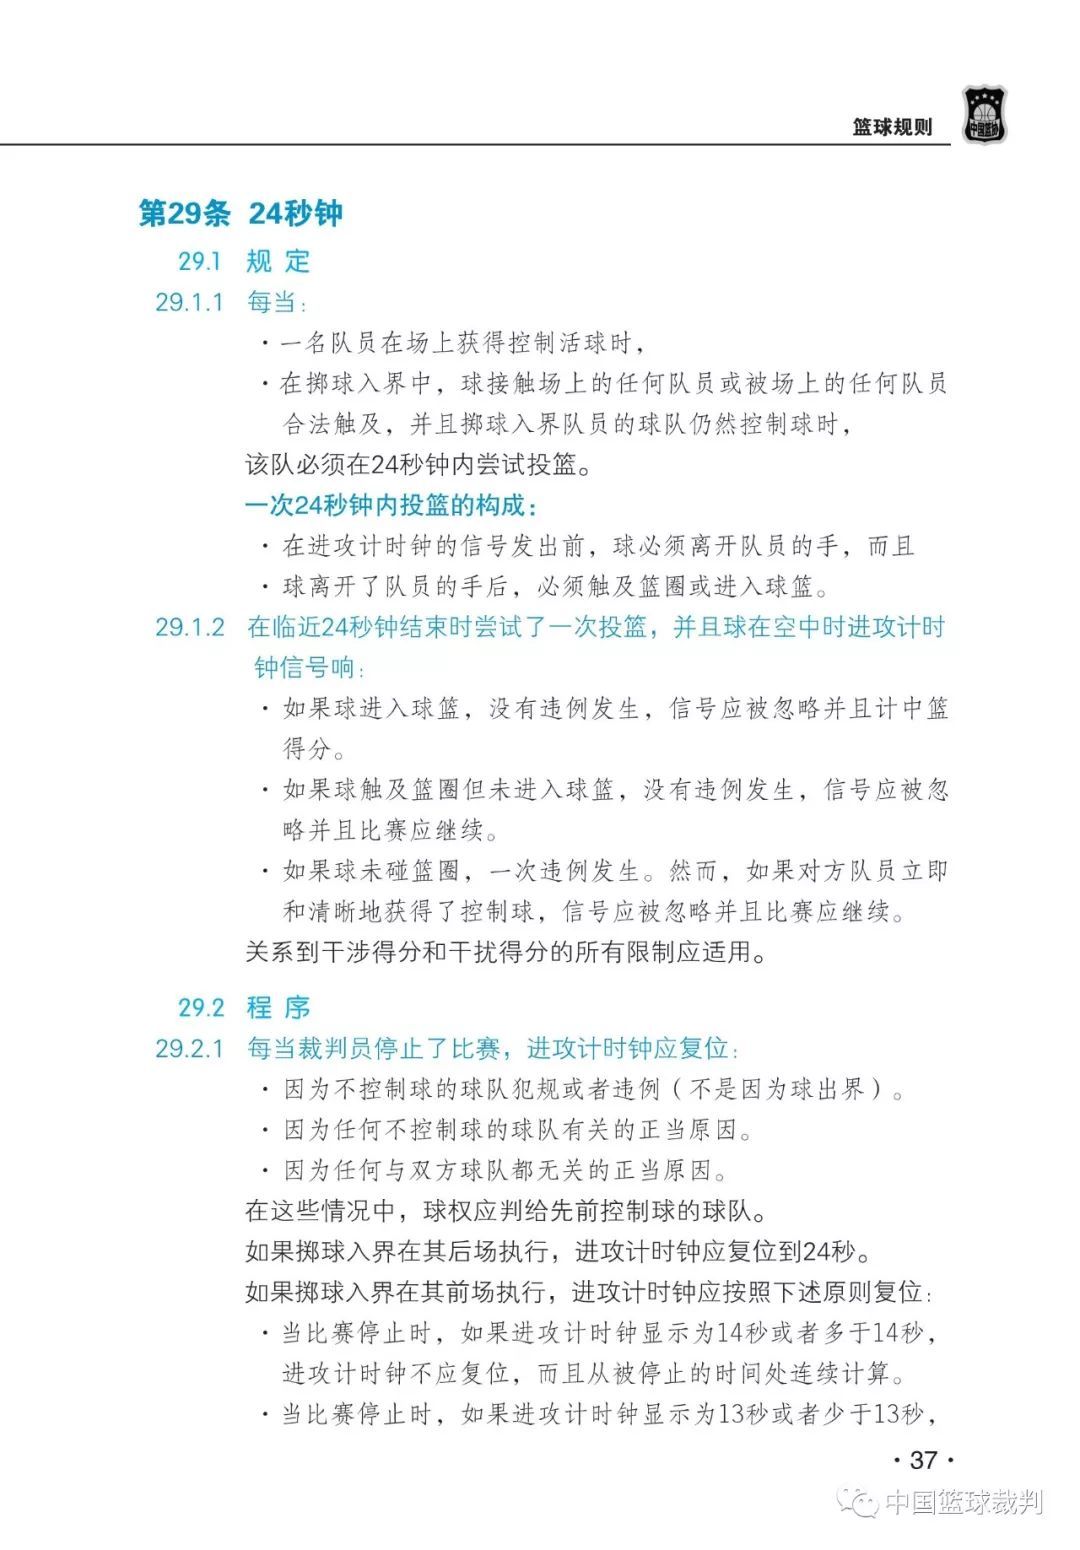 篮球规则
中国篮协
第29条 24秒钟
29.1 规 定
29.1.1 每当：
· 一名队员在场上获得控制活球时，
· 在掷球入界中，球接触场上的任何队员或被场上的任何队员
合法触及，并且掷球入界队员的球队仍然控制球时，
该队必须在24秒钟内尝试投篮。
一次24秒钟内投篮的构成：
· 在进攻计时钟的信号发出前，球必须离开队员的手，而且
· 球离开了队员的手后，必须触及篮圈或进入球篮。
29.1.2 在临近24秒钟结束时尝试了一次投篮，并且球在空中时进攻计时
钟信号响：
· 如果球进入球篮，没有违例发生，信号应被忽略并且计中篮
得分。
· 如果球触及篮圈但未进入球篮，没有违例发生，信号应被忽
略并且比赛应继续。
· 如果球未碰篮圈，一次违例发生。然而，如果对方队员立即
和清晰地获得了控制球，信号应被忽略并且比赛应继续。
关系到干涉得分和干扰得分的所有限制应适用。
29.2 程 序
29.2.1 每当裁判员停止了比赛，进攻计时钟应复位：
· 因为不控制球的球队犯规或者违例（不是因为球出界）。
· 因为任何不控制球的球队有关的正当原因。
· 因为任何与双方球队都无关的正当原因。
在这些情况中，球权应判给先前控制球的球队。
如果掷球入界在其后场执行，进攻计时钟应复位到24秒。
如果掷球入界在其前场执行，进攻计时钟应按照下述原则复位：
· 当比赛停止时，如果进攻计时钟显示为14秒或者多于14秒，
进攻计时钟不应复位，而且从被停止的时间处连续计算。
· 当比赛停止时，如果进攻计时钟显示为13秒或者少于13秒，
· 37 ·
中国篮球裁判